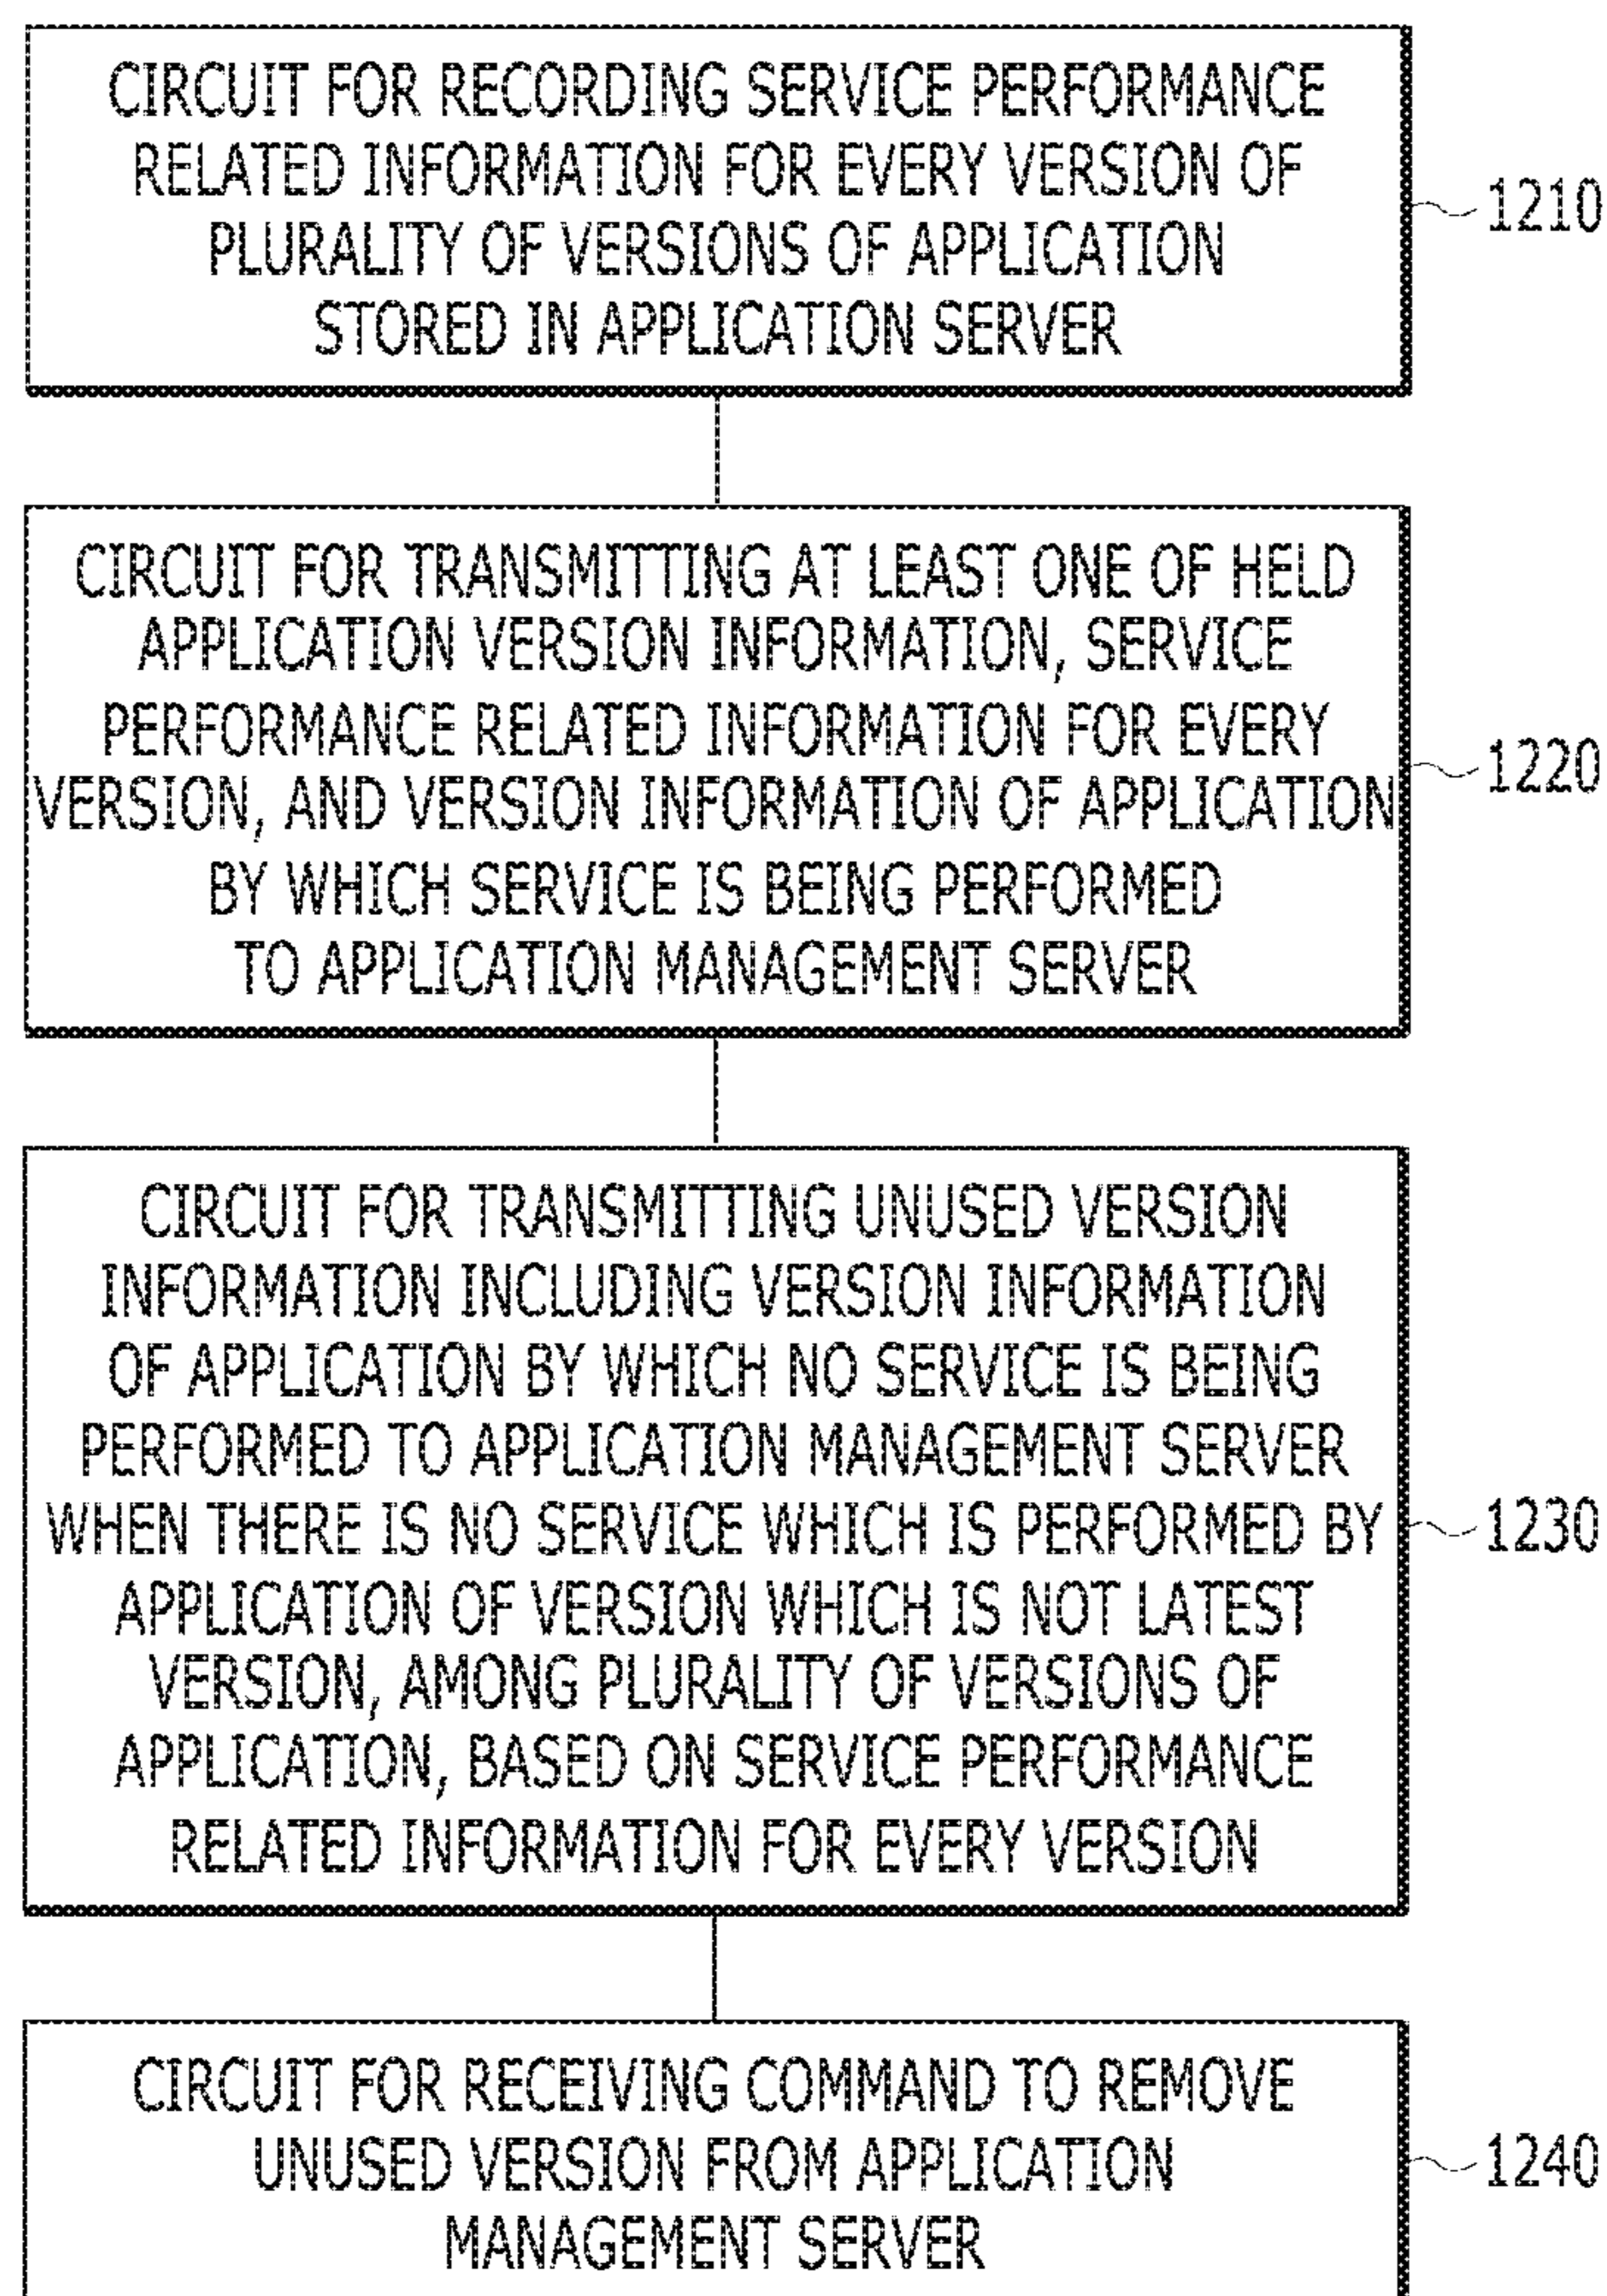 CIRCUIT FOR RECORDING SERVICE PERFORMANCE
RELATED INFORMATION FOR EVERY VERSION OF
PLURALITY OF VERSIONS OF APPLICATION
STORED IN APPLICATION SERVER
1210
CIRCUIT FOR TRANSMITTING AT LEAST ONE OF HELD
APPLICATION VERSION INFORMATION, SERVICE
PERFORMANCE RELATED INFORMATION FOR EVERY
VERSION, AND VERSION INFORMATION OF APPLICATION
BY WHICH SERVICE IS BEING PERFORMED
TO APPLICATION MANAGEMENT SERVER
1220
CIRCUIT FOR TRANSMITTING UNUSED VERSION
INFORMATION INCLUDING VERSION INFORMATION
OF APPLICATION BY WHICH NO SERVICE IS BEING
PERFORMED TO APPLICATION MANAGEMENT SERVER
WHEN THERE IS NO SERVICE WHICH IS PERFORMED BY
APPLICATION OF VERSION WHICH IS NOT LATEST
VERSION, AMONG PLURALITY OF VERSIONS OF
APPLICATION, BASED ON SERVICE PERFORMANCE
RELATED INFORMATION FOR EVERY VERSION
1230
CIRCUIT FOR RECEIVING COMMAND TO REMOVE
UNUSED VERSION FROM APPLICATION
MANAGEMENT SERVER
1240